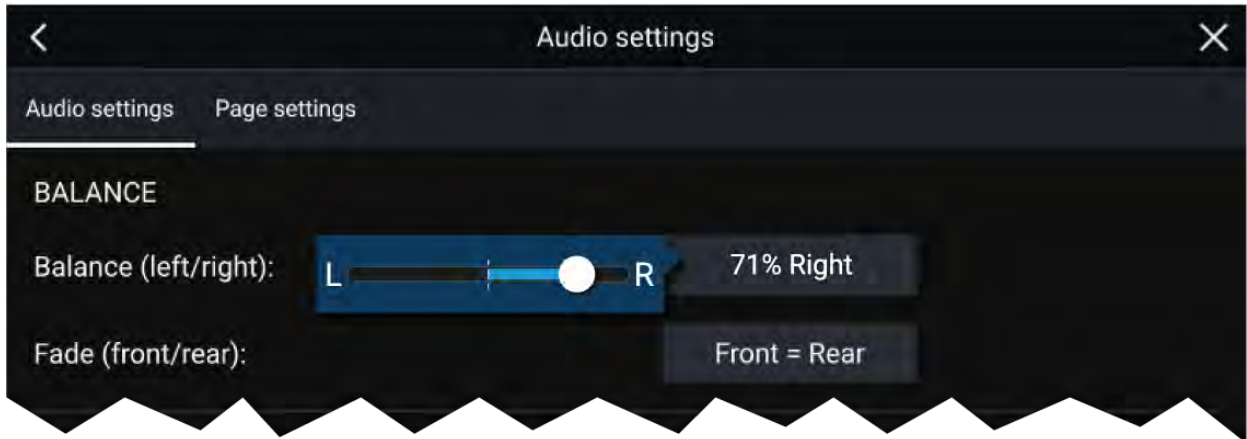 Audio settings
Audio settings Page settings
BALANCE
Balance (left/right): L R 71% Right
Fade (front/rear): Front = Rear